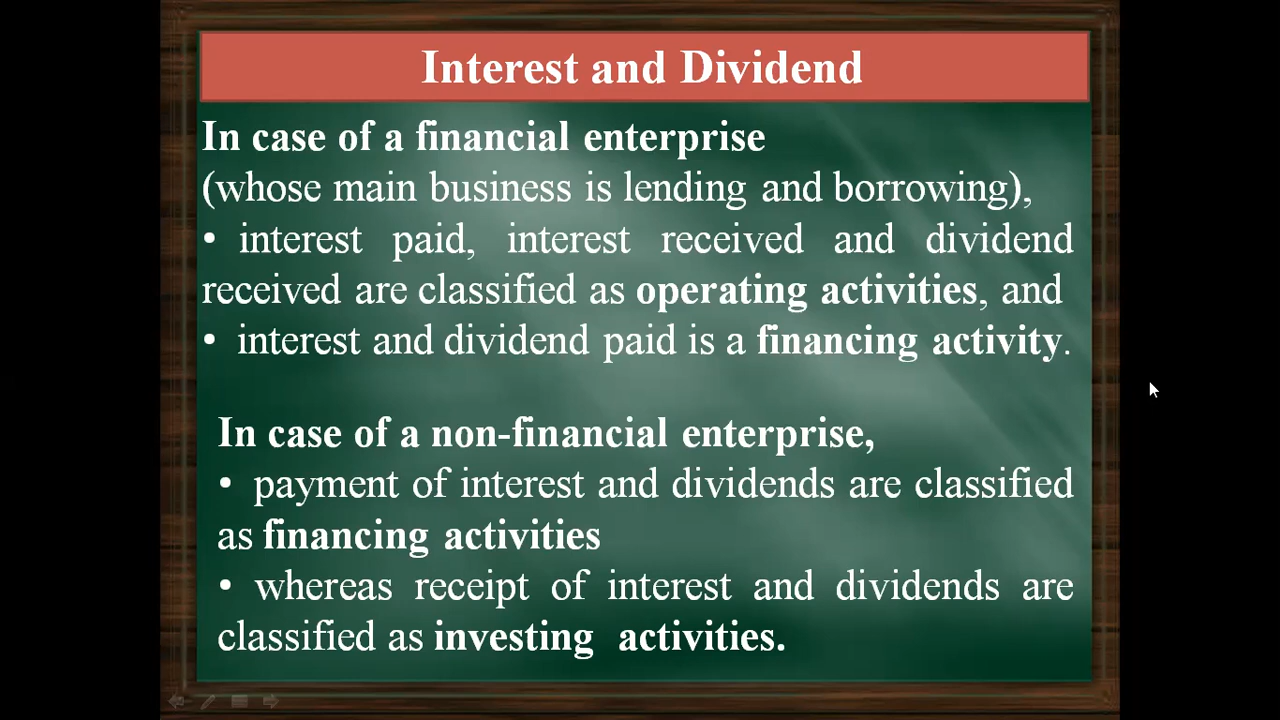 Interest and Dividend
In case of a financial enterprise
(whose main business is lending and borrowing),
• interest paid, interest received and dividend
received are classified as operating activities, and
• interest and dividend paid is a financing activity.
In case of a non-financial enterprise,
• payment of interest and dividends are classified
as financing activities
• whereas receipt of interest and dividends are
classified as investing activities.